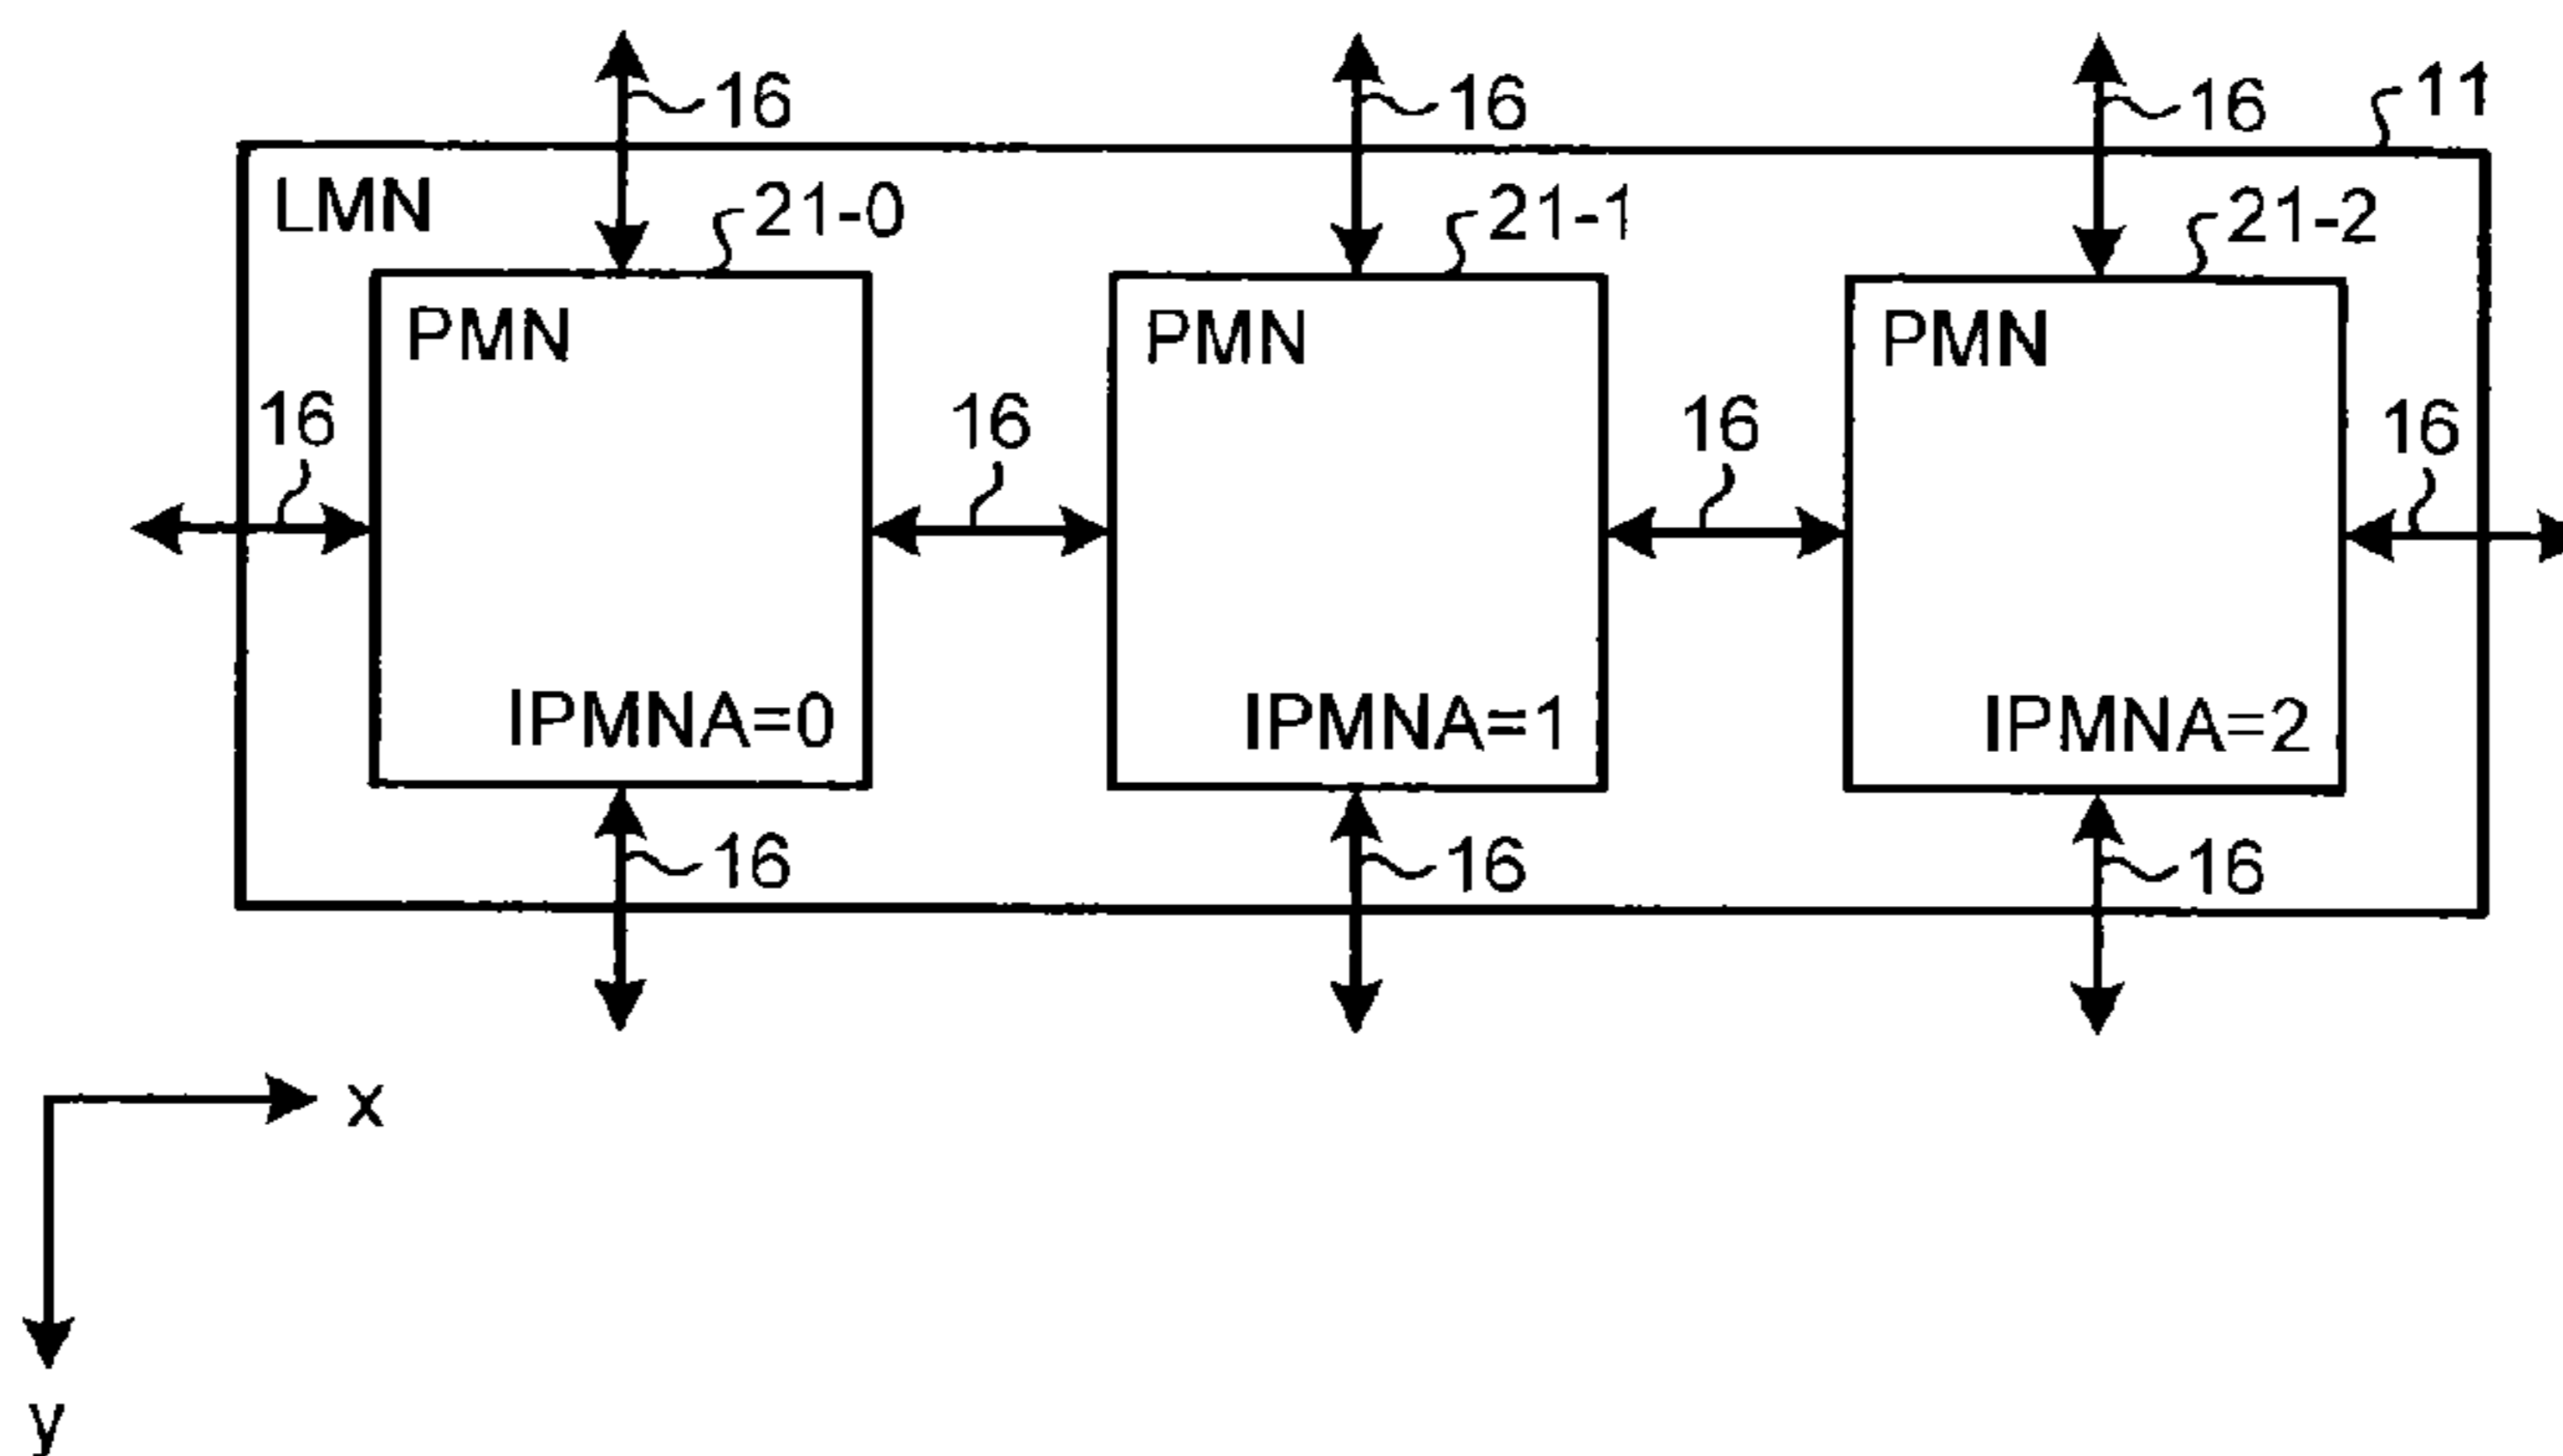 16 16 16 11
LMN 21-0 21-1 21-2
PMN PMN PMN
16 16 16 16
IPMNA=0 IPMNA=1 IPMNA=2
16 16 16
x
y